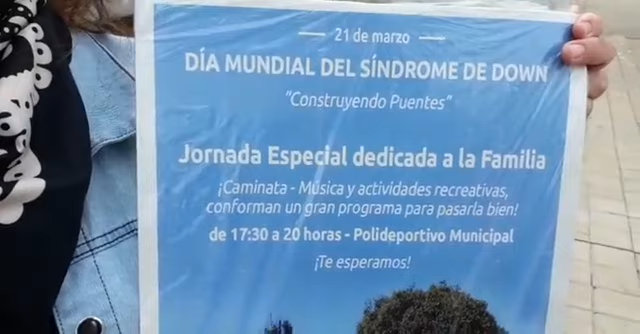 21 de marzo
DÍA MUNDIAL DEL SÍNDROME DE DOWN
"Construyendo Puentes"
Jornada Especial dedicada a la Familia
¡Caminata - Música y actividades recreativas,
conforman un gran programa para pasarla bien!
de 17:30 a 20 horas - Polideportivo Municipal
¡Te esperamos!